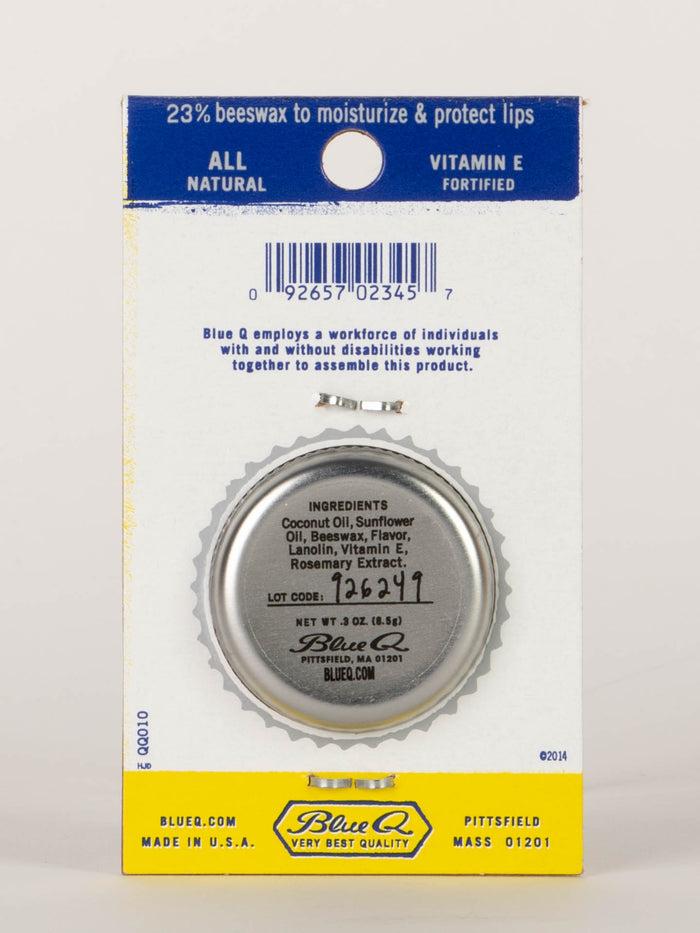 23% beeswax to moisturize & protect lips
ALL
NATURAL
VITAMIN E
FORTIFIED
0 92657 02345 7
Blue Q employs a workforce of individuals
with and without disabilities working
together to assemble this product.
INGREDIENTS
Coconut Oil, Sunflower
Oil, Beeswax, Flavor,
Lanolin, Vitamin E,
Rosemary Extract.
LOT CODE: 926249
NET WT .3 OZ. (8.5g)
Blue Q
PITTSFIELD, MA 01201
BLUEQ.COM
QQ010
HJD
©2014
BLUEQ.COM
MADE IN U.S.A.
Blue Q
VERY BEST QUALITY
PITTSFIELD
MASS 01201